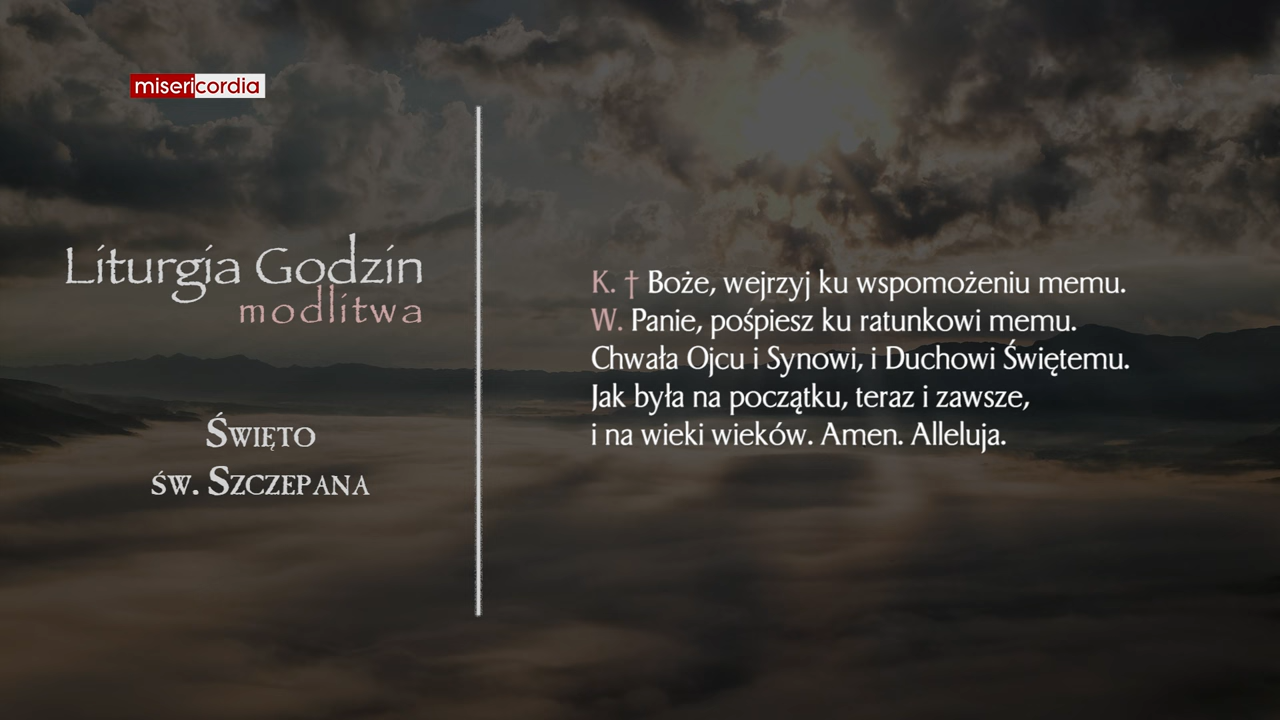 misericordia
Liturgia Godzin
modlitwa
Święto
św. Szczepana
K. † Boże, wejrzyj ku wspomożeniu memu.
W. Panie, pośpiesz ku ratunkowi memu.
Chwała Ojcu i Synowi, i Duchowi Świętemu.
Jak była na początku, teraz i zawsze,
i na wieki wieków. Amen. Alleluja.